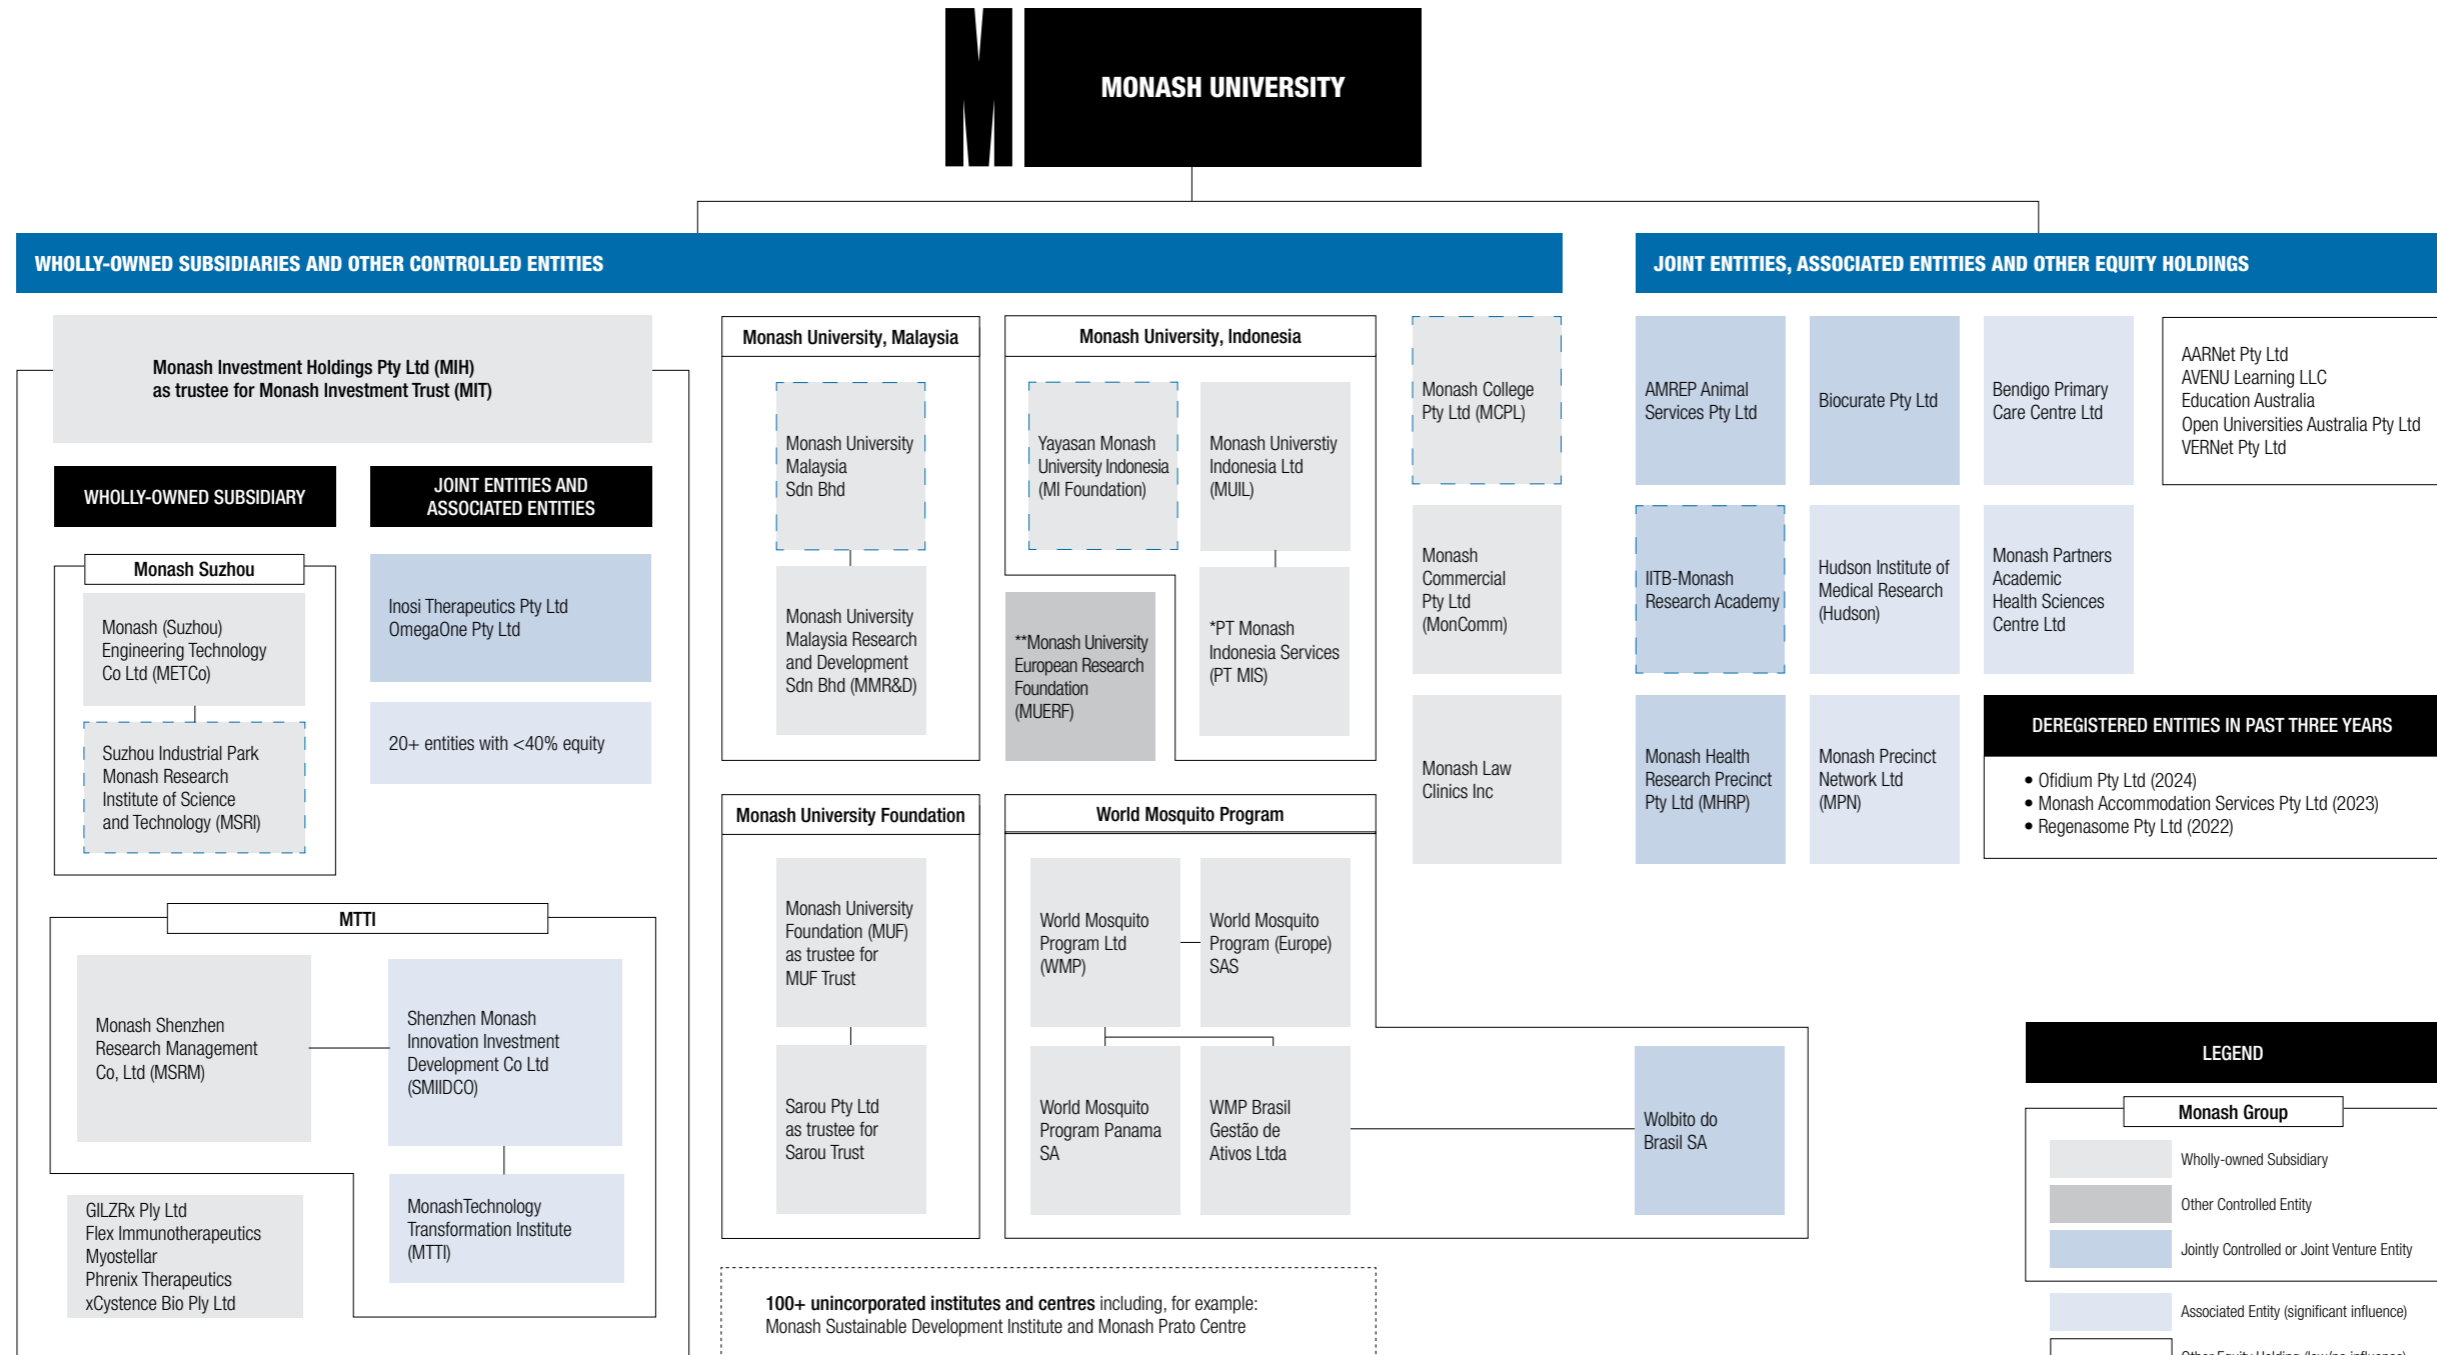 M
MONASH UNIVERSITY
WHOLLY-OWNED SUBSIDIARIES AND OTHER CONTROLLED ENTITIES
JOINT ENTITIES, ASSOCIATED ENTITIES AND OTHER EQUITY HOLDINGS
Monash Investment Holdings Pty Ltd (MIH)
as trustee for Monash Investment Trust (MIT)
WHOLLY-OWNED SUBSIDIARY
JOINT ENTITIES AND
ASSOCIATED ENTITIES
Monash Suzhou
Monash (Suzhou)
Engineering Technology
Co Ltd (METCo)
Suzhou Industrial Park
Monash Research
Institute of Science
and Technology (MSRI)
Inosi Therapeutics Pty Ltd
OmegaOne Pty Ltd
20+ entities with <40% equity
MTTI
Monash Shenzhen
Research Management
Co, Ltd (MSRM)
Shenzhen Monash
Innovation Investment
Development Co Ltd
(SMIIDCO)
MonashTechnology
Transformation Institute
(MTTI)
GILZRx Ply Ltd
Flex Immunotherapeutics
Myostellar
Phrenix Therapeutics
xCystence Bio Ply Ltd
Monash University, Malaysia
Monash University
Malaysia
Sdn Bhd
Monash University
Malaysia Research
and Development
Sdn Bhd (MMR&D)
Monash University, Indonesia
Yayasan Monash
University Indonesia
(MI Foundation)
Monash Universtiy
Indonesia Ltd
(MUIL)
**Monash University
European Research
Foundation
(MUERF)
*PT Monash
Indonesia Services
(PT MIS)
Monash University Foundation
Monash University
Foundation (MUF)
as trustee for
MUF Trust
Sarou Pty Ltd
as trustee for
Sarou Trust
World Mosquito Program
World Mosquito
Program Ltd
(WMP)
World Mosquito
Program (Europe)
SAS
World Mosquito
Program Panama
SA
WMP Brasil
Gestão de
Ativos Ltda
Wolbito do
Brasil SA
100+ unincorporated institutes and centres including, for example:
Monash Sustainable Development Institute and Monash Prato Centre
Monash College
Pty Ltd (MCPL)
Monash
Commercial
Pty Ltd
(MonComm)
Monash Law
Clinics Inc
AMREP Animal
Services Pty Ltd
Biocurate Pty Ltd
Bendigo Primary
Care Centre Ltd
AARNet Pty Ltd
AVENU Learning LLC
Education Australia
Open Universities Australia Pty Ltd
VERNet Pty Ltd
IITB-Monash
Research Academy
Hudson Institute of
Medical Research
(Hudson)
Monash Partners
Academic
Health Sciences
Centre Ltd
Monash Health
Research Precinct
Pty Ltd (MHRP)
Monash Precinct
Network Ltd
(MPN)
DEREGISTERED ENTITIES IN PAST THREE YEARS
• Ofidium Pty Ltd (2024)
• Monash Accommodation Services Pty Ltd (2023)
• Regenasome Pty Ltd (2022)
LEGEND
Monash Group
Wholly-owned Subsidiary
Other Controlled Entity
Jointly Controlled or Joint Venture Entity
Associated Entity (significant influence)
Other Equity Holding (low/no influence)